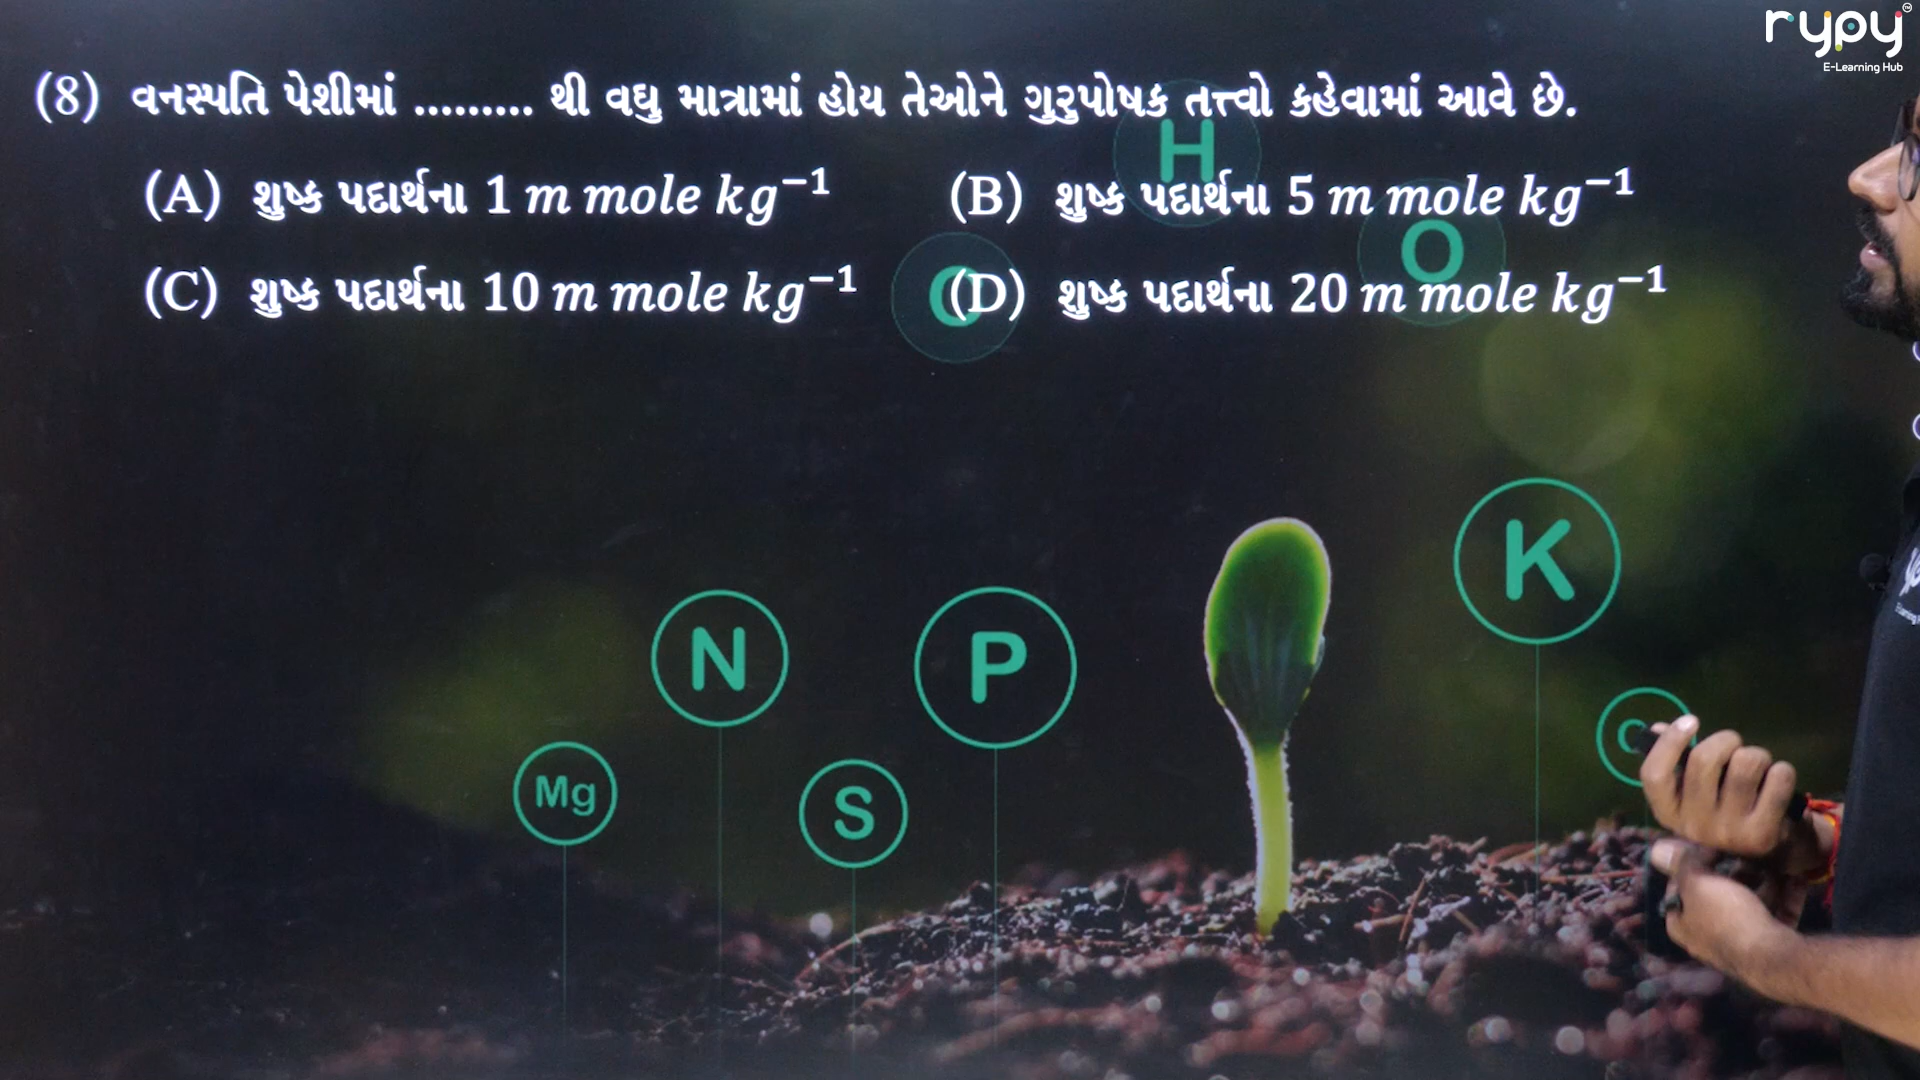 rypy
TM
E-Learning Hub
(8) વનસ્પતિ પેશીમાં ......... થી વધુ માત્રામાં હોય તેઓને ગુરુપોષક તત્ત્વો કહેવામાં આવે છે.
(A) શુષ્ક પદાર્થના 1 m mole kg⁻¹ (B) શુષ્ક પદાર્થના 5 m mole kg⁻¹
(C) શુષ્ક પદાર્થના 10 m mole kg⁻¹ (D) શુષ્ક પદાર્થના 20 m mole kg⁻¹
H
O
K
N
P
Mg
S